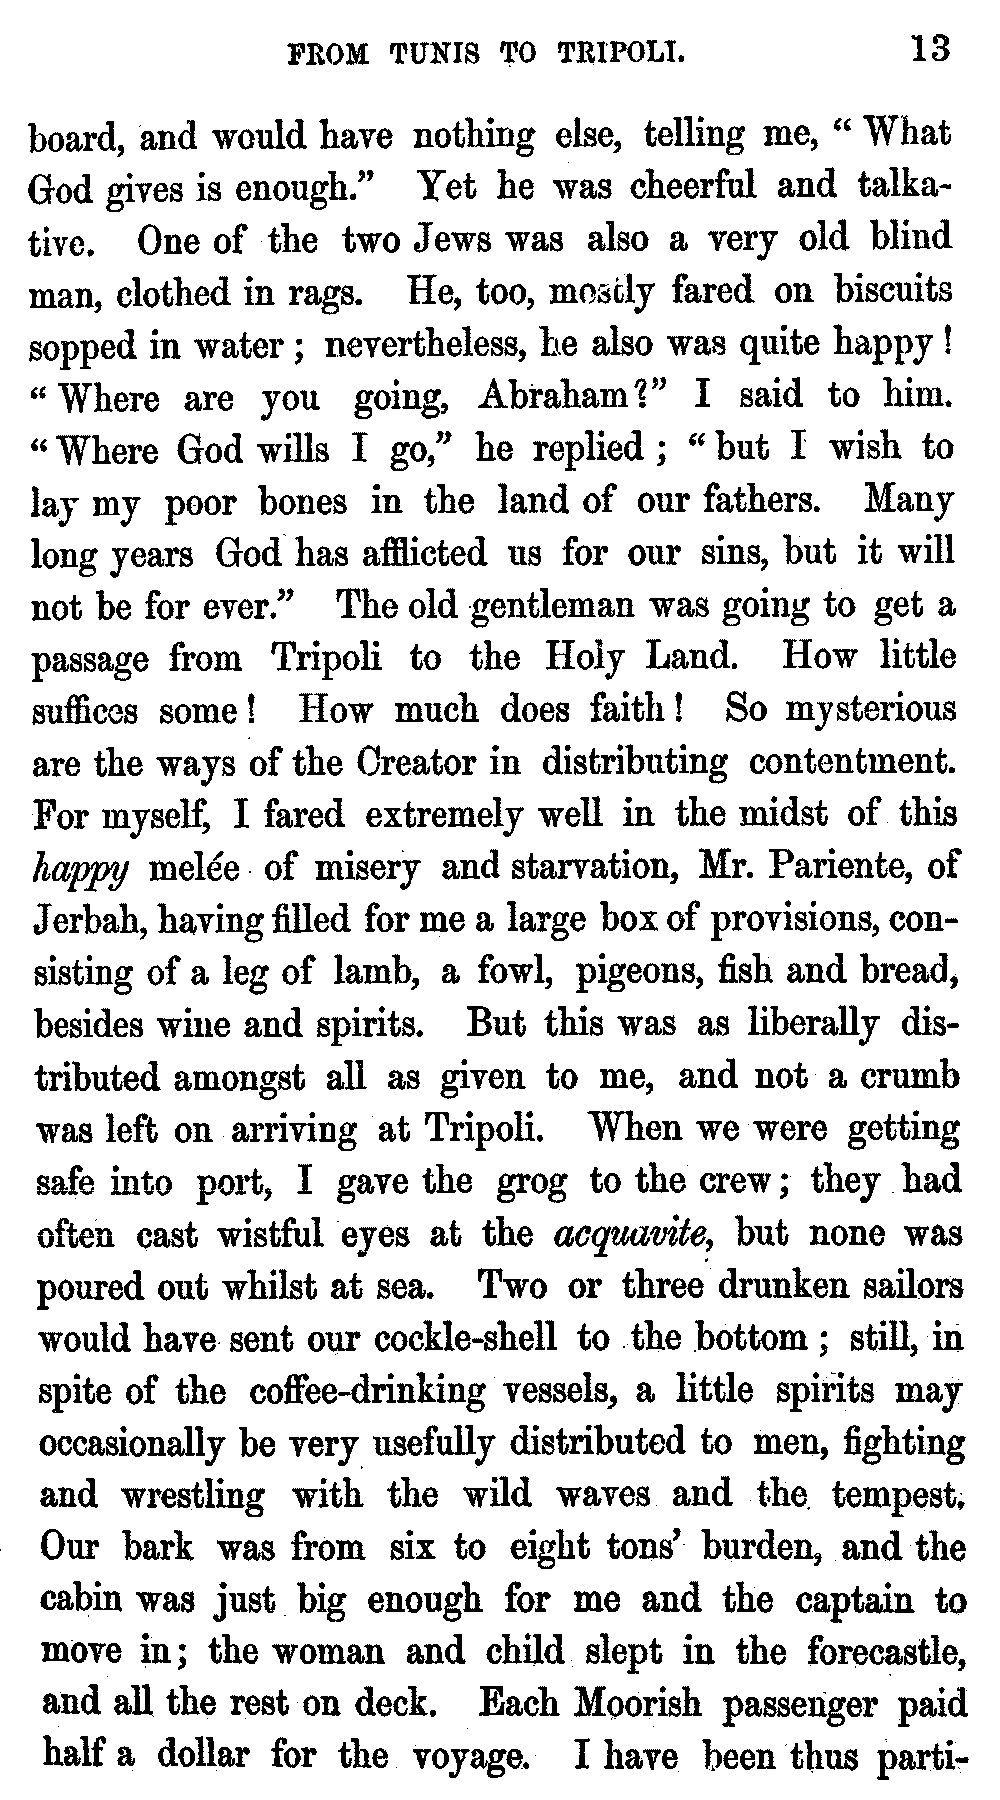 FROM TUNIS TO TRIPOLI. 13
board, and would have nothing else, telling me, “ What
God gives is enough.” Yet he was cheerful and talka-
tive. One of the two Jews was also a very old blind
man, clothed in rags. He, too, mostly fared on biscuits
sopped in water ; nevertheless, he also was quite happy !
“ Where are you going, Abraham?” I said to him.
“ Where God wills I go,” he replied ; “ but I wish to
lay my poor bones in the land of our fathers. Many
long years God has afflicted us for our sins, but it will
not be for ever.” The old gentleman was going to get a
passage from Tripoli to the Holy Land. How little
suffices some ! How much does faith ! So mysterious
are the ways of the Creator in distributing contentment.
For myself, I fared extremely well in the midst of this
happy melée of misery and starvation, Mr. Pariente, of
Jerbah, having filled for me a large box of provisions, con-
sisting of a leg of lamb, a fowl, pigeons, fish and bread,
besides wine and spirits. But this was as liberally dis-
tributed amongst all as given to me, and not a crumb
was left on arriving at Tripoli. When we were getting
safe into port, I gave the grog to the crew ; they had
often cast wistful eyes at the acquavite, but none was
poured out whilst at sea. Two or three drunken sailors
would have sent our cockle-shell to the bottom ; still, in
spite of the coffee-drinking vessels, a little spirits may
occasionally be very usefully distributed to men, fighting
and wrestling with the wild waves and the tempest.
Our bark was from six to eight tons’ burden, and the
cabin was just big enough for me and the captain to
move in ; the woman and child slept in the forecastle,
and all the rest on deck. Each Moorish passenger paid
half a dollar for the voyage. I have been thus parti-